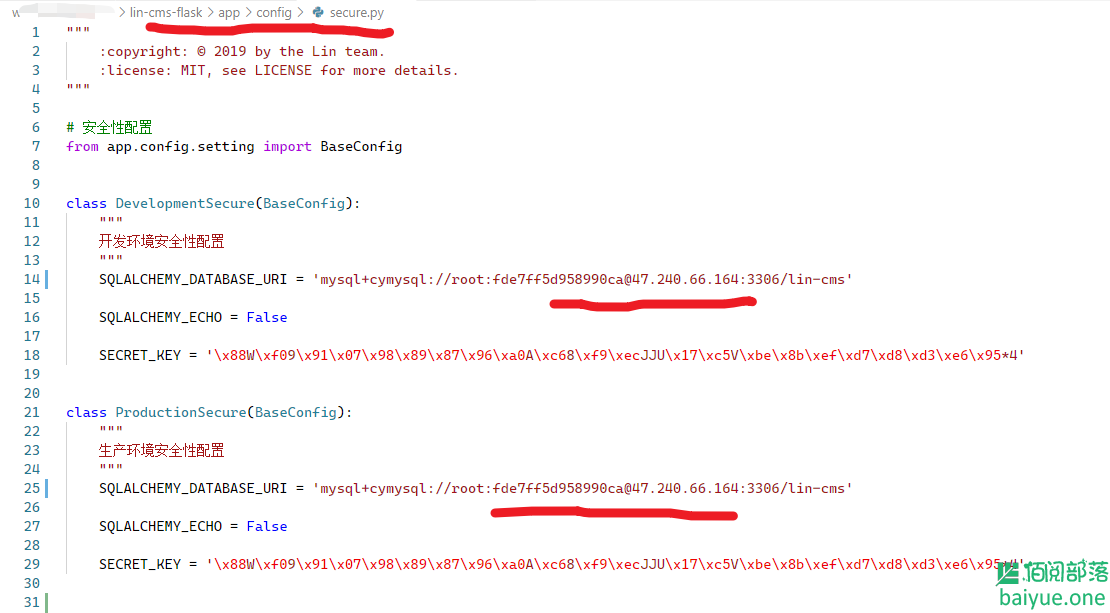 w > lin-cms-flask > app > config > secure.py
1 """
2 :copyright: © 2019 by the Lin team.
3 :license: MIT, see LICENSE for more details.
4 """
5
6 # 安全性配置
7 from app.config.setting import BaseConfig
8
9
10 class DevelopmentSecure(BaseConfig):
11 """
12 开发环境安全性配置
13 """
14 SQLALCHEMY_DATABASE_URI = 'mysql+cymysql://root:fde7ff5d958990ca@47.240.66.164:3306/lin-cms'
15
16 SQLALCHEMY_ECHO = False
17
18 SECRET_KEY = '\x88W\xf09\x91\x07\x98\x89\x87\x96\xa0A\xc68\xf9\xecJJU\x17\xc5V\xbe\x8b\xef\xd7\xd8\xd3\xe6\x95*4'
19
20
21 class ProductionSecure(BaseConfig):
22 """
23 生产环境安全性配置
24 """
25 SQLALCHEMY_DATABASE_URI = 'mysql+cymysql://root:fde7ff5d958990ca@47.240.66.164:3306/lin-cms'
26
27 SQLALCHEMY_ECHO = False
28
29 SECRET_KEY = '\x88W\xf09\x91\x07\x98\x89\x87\x96\xa0A\xc68\xf9\xecJJU\x17\xc5V\xbe\x8b\xef\xd7\xd8\xd3\xe6\x95*4'
30
31
佰阅部落
baiyue.one